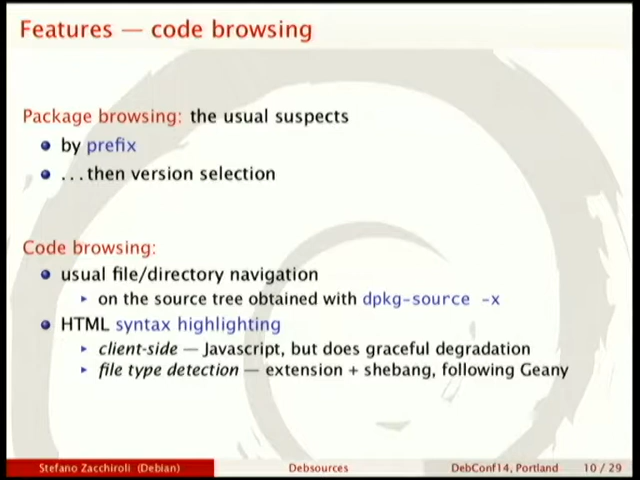 Features — code browsing
Package browsing: the usual suspects
by prefix
...then version selection
Code browsing:
usual file/directory navigation
on the source tree obtained with dpkg-source -x
HTML syntax highlighting
client-side — Javascript, but does graceful degradation
file type detection — extension + shebang, following Geany
Stefano Zacchiroli (Debian) Debsources DebConf14, Portland 10 / 29